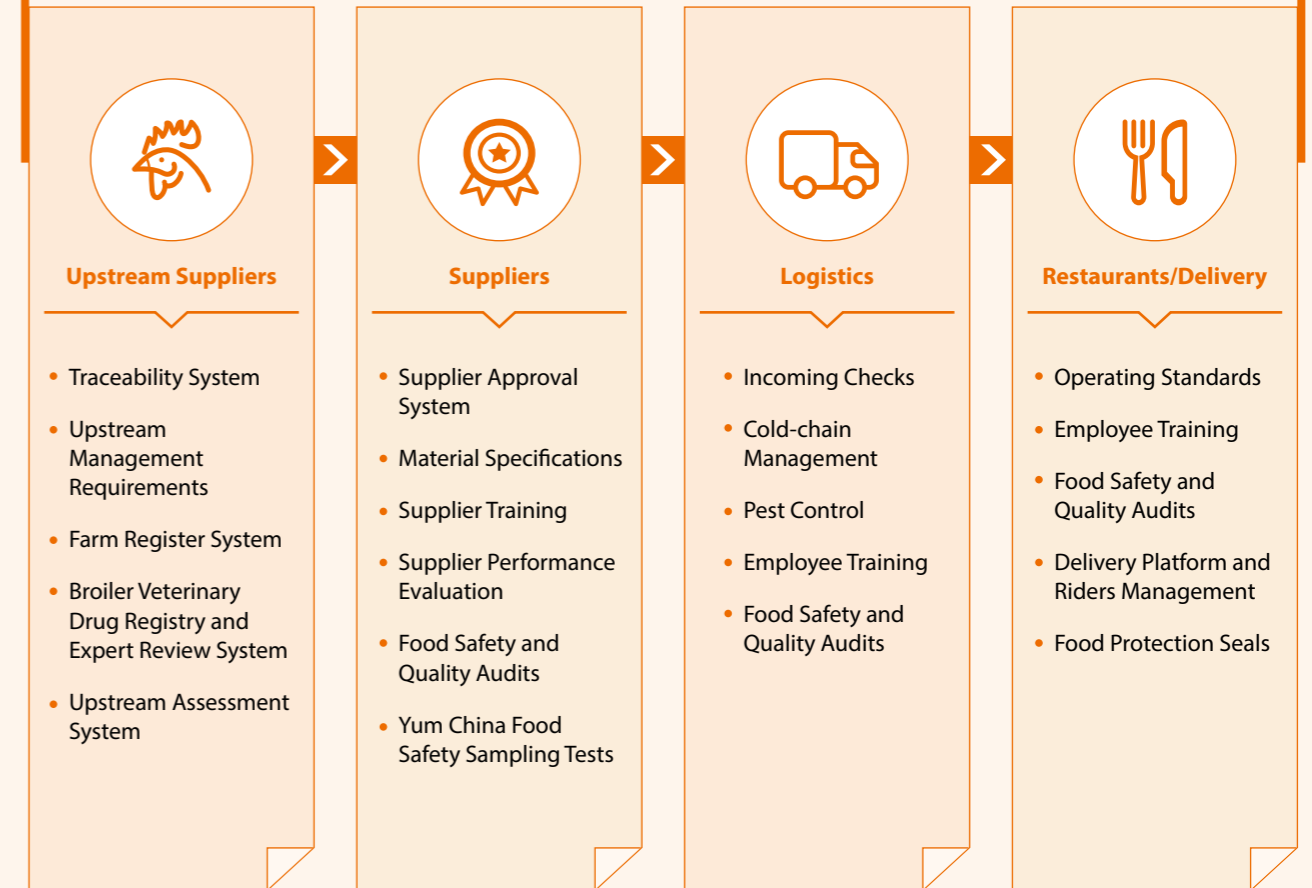 Upstream Suppliers
• Traceability System
• Upstream
Management
Requirements
• Farm Register System
• Broiler Veterinary
Drug Registry and
Expert Review System
• Upstream Assessment
System
Suppliers
• Supplier Approval
System
• Material Specifications
• Supplier Training
• Supplier Performance
Evaluation
• Food Safety and
Quality Audits
• Yum China Food
Safety Sampling Tests
Logistics
• Incoming Checks
• Cold-chain
Management
• Pest Control
• Employee Training
• Food Safety and
Quality Audits
Restaurants/Delivery
• Operating Standards
• Employee Training
• Food Safety and
Quality Audits
• Delivery Platform and
Riders Management
• Food Protection Seals